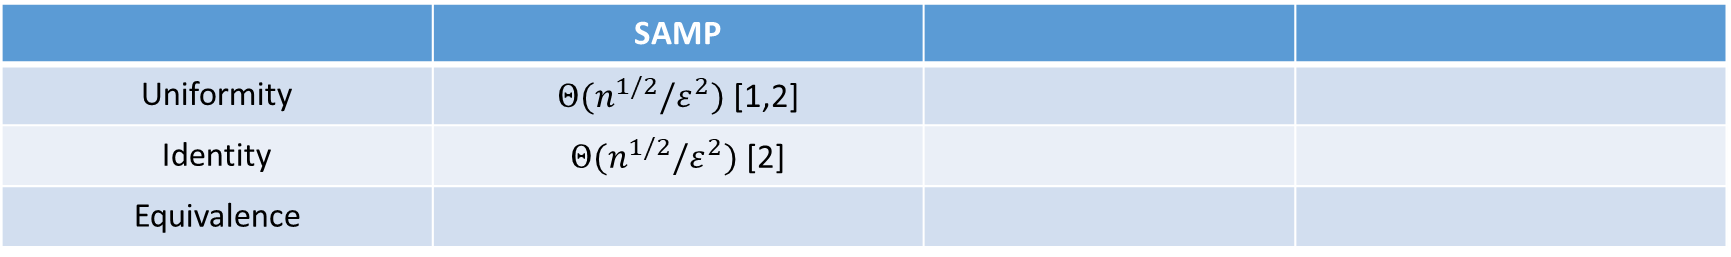 SAMP
Uniformity Θ(n^{1/2}/ε^2) [1,2]
Identity Θ(n^{1/2}/ε^2) [2]
Equivalence